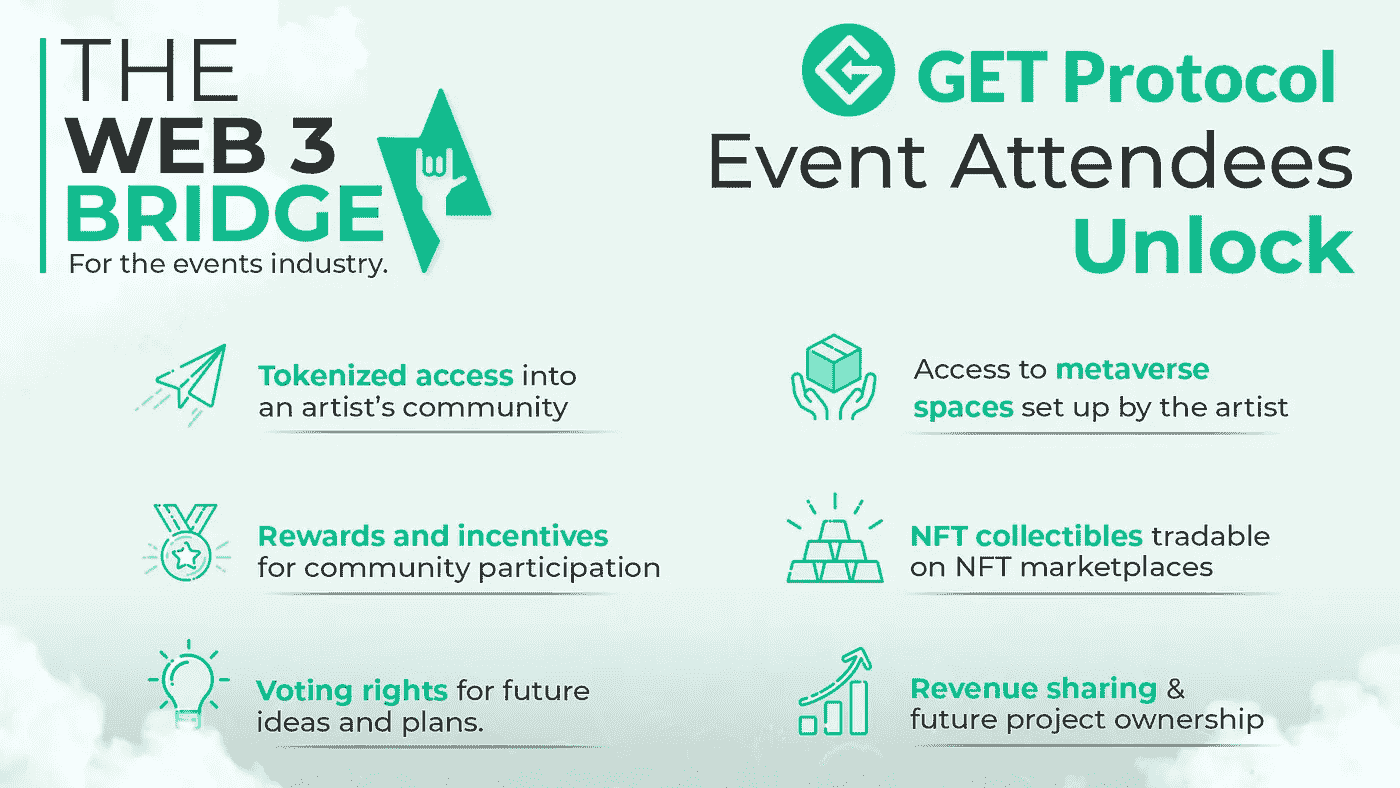 THE
WEB 3
BRIDGE
For the events industry.
GET Protocol
Event Attendees
Unlock
Tokenized access into
an artist's community
Access to metaverse
spaces set up by the artist
Rewards and incentives
for community participation
NFT collectibles tradable
on NFT marketplaces
Voting rights for future
ideas and plans.
Revenue sharing &
future project ownership